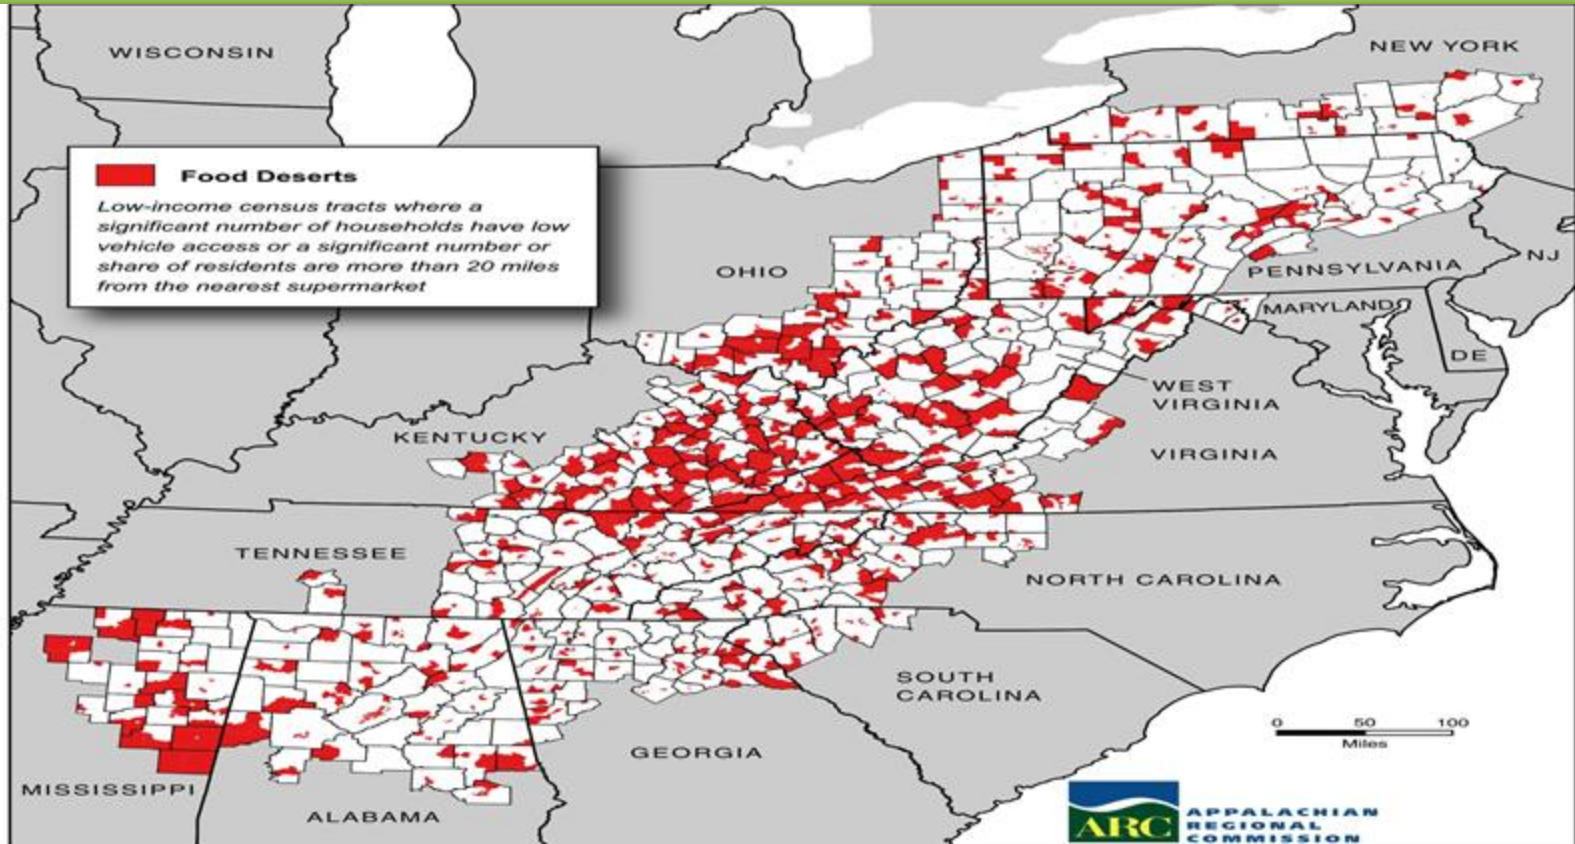 WISCONSIN
NEW YORK
Food Deserts
Low-income census tracts where a
significant number of households have low
vehicle access or a significant number or
share of residents are more than 20 miles
from the nearest supermarket
OHIO
PENNSYLVANIA
NJ
MARYLAND
DE
WEST
VIRGINIA
KENTUCKY
VIRGINIA
TENNESSEE
NORTH CAROLINA
SOUTH
CAROLINA
GEORGIA
MISSISSIPPI
ALABAMA
0 50 100
Miles
ARC
APPALACHIAN
REGIONAL
COMMISSION